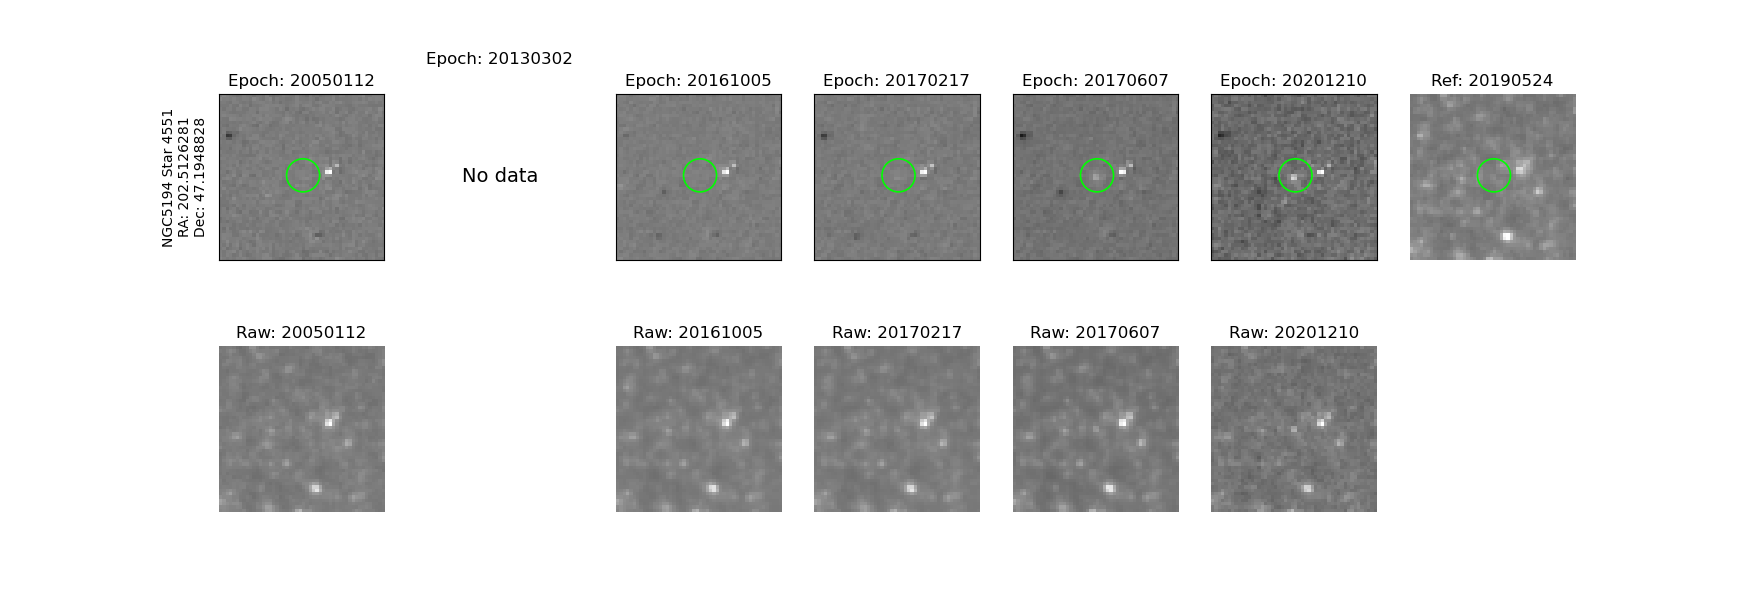 Epoch: 20130302
Epoch: 20050112
Epoch: 20161005
Epoch: 20170217
Epoch: 20170607
Epoch: 20201210
Ref: 20190524
NGC5194 Star 4551
RA: 202.5126281
Dec: 47.1948828
No data
Raw: 20050112
Raw: 20161005
Raw: 20170217
Raw: 20170607
Raw: 20201210